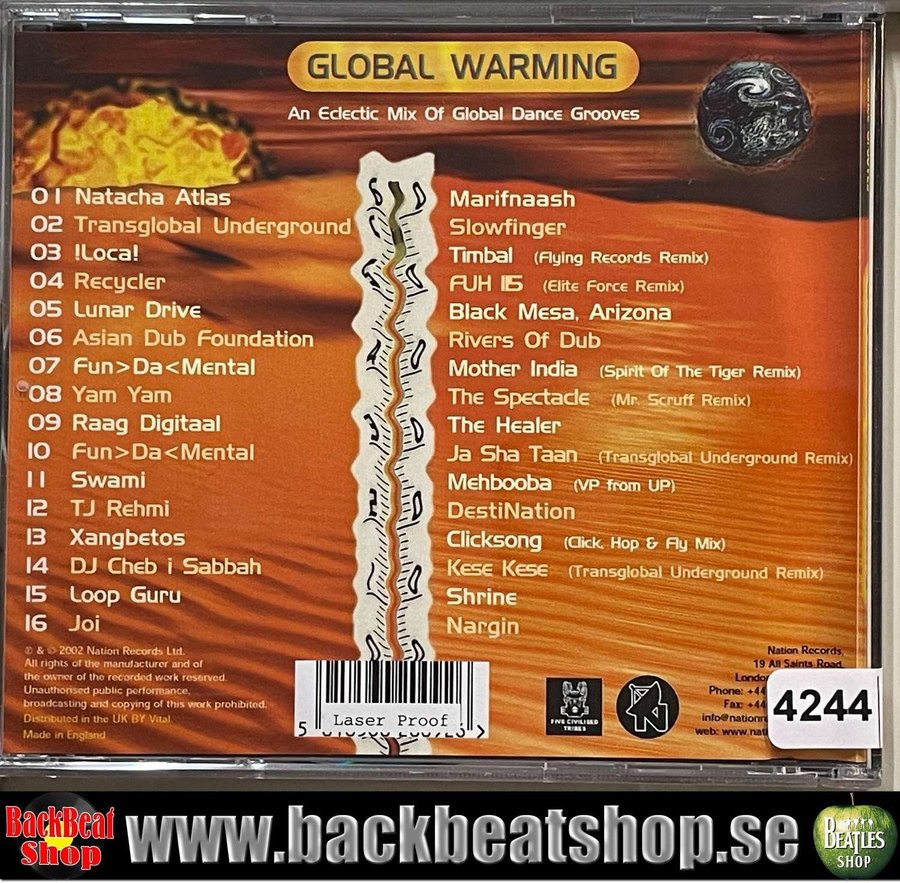 GLOBAL WARMING
An Eclectic Mix Of Global Dance Grooves
01 Natacha Atlas Marifnaash
02 Transglobal Underground Slowfinger
03 !Loca! Timbal (Flying Records Remix)
04 Recycler FUH 16 (Elite Force Remix)
05 Lunar Drive Black Mesa, Arizona
06 Asian Dub Foundation Rivers Of Dub
07 Fun>Da<Mental Mother India (Spirit Of The Tiger Remix)
08 Yam Yam The Spectacle (Mr. Scruff Remix)
09 Raag Digitaal The Healer
10 Fun>Da<Mental Ja Sha Taan (Transglobal Underground Remix)
11 Swami Mehbooba (VP from UP)
12 TJ Rehmi DestiNation
13 Xangbetos Clicksong (Click, Hop & Fly Mix)
14 DJ Cheb i Sabbah Kese Kese (Transglobal Underground Remix)
15 Loop Guru Shrine
16 Joi Nargin
℗ & © 2002 Nation Records Ltd.
All rights of the manufacturer and of
the owner of the recorded work reserved.
Unauthorised public performance,
broadcasting and copying of this work prohibited.
Distributed in the UK BY Vital
Made in England
Laser Proof
FIVE CIVILISED
TRIBES
Nation Records,
19 All Saints Road,
Phone: +44
Fax: +44
4244
BackBeat
Shop
www.backbeatshop.se
BEATLES
SHOP